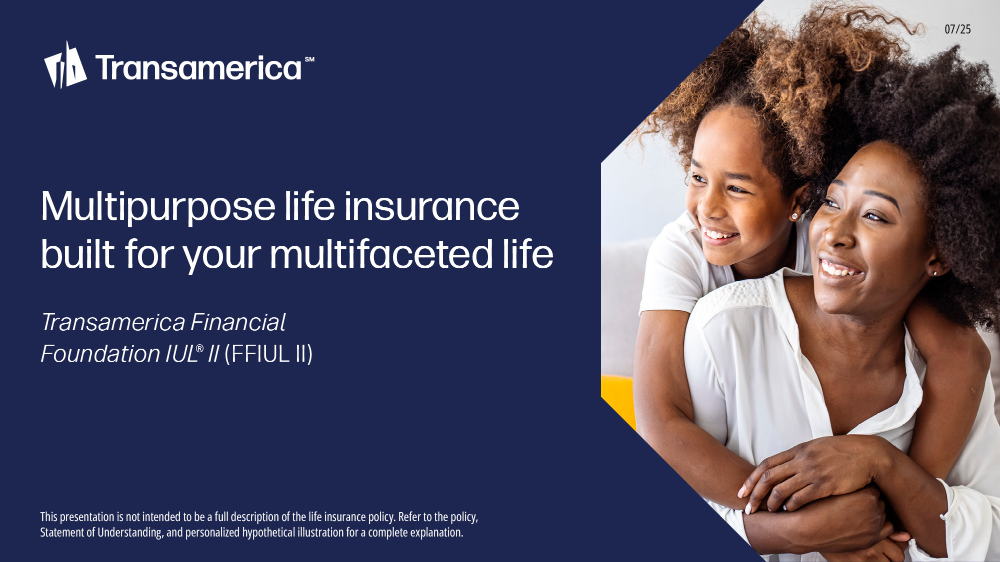 07/25
Transamerica℠
Multipurpose life insurance
built for your multifaceted life
Transamerica Financial
Foundation IUL® II (FFIUL II)
This presentation is not intended to be a full description of the life insurance policy. Refer to the policy,
Statement of Understanding, and personalized hypothetical illustration for a complete explanation.